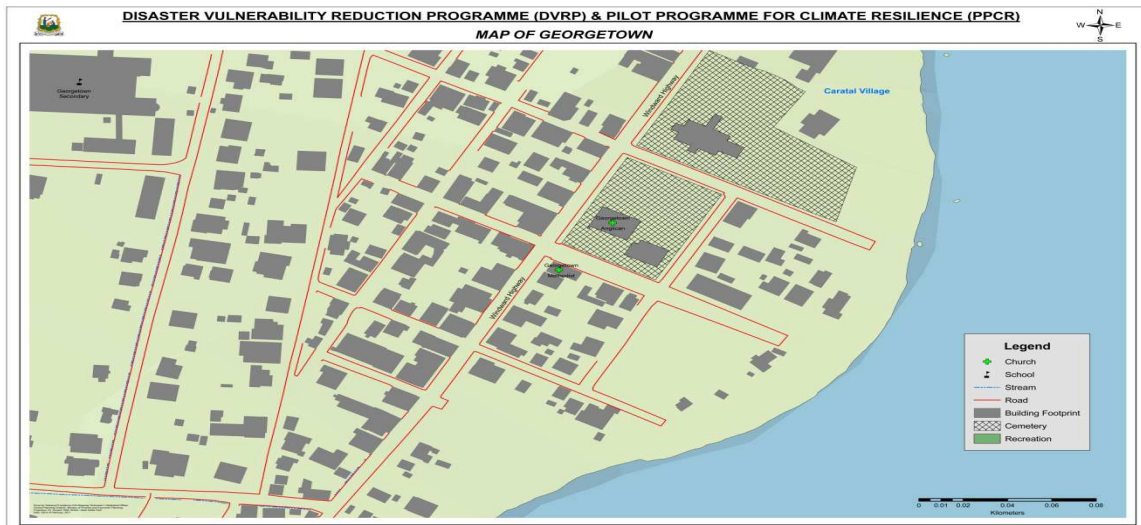 DISASTER VULNERABILITY REDUCTION PROGRAMME (DVRP) & PILOT PROGRAMME FOR CLIMATE RESILIENCE (PPCR)
MAP OF GEORGETOWN
N
W
E
S
Georgetown
Secondary
Windward Highway
Caratal Village
Georgetown
Anglican
Georgetown
Methodist
Windward Highway
Legend
Church
School
Stream
Road
Building Footprint
Cemetery
Recreation
0 0.01 0.02 0.04 0.06 0.08
Kilometers